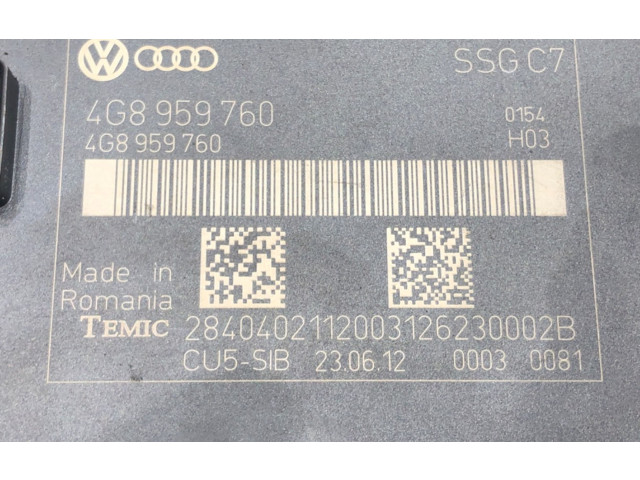 SSG C7
4G8 959 760
0154
4G8 959 760
H03
Made in
Romania
TEMIC 2840402112003126230002B
CU5-SIB 23.06.12 0003 0081